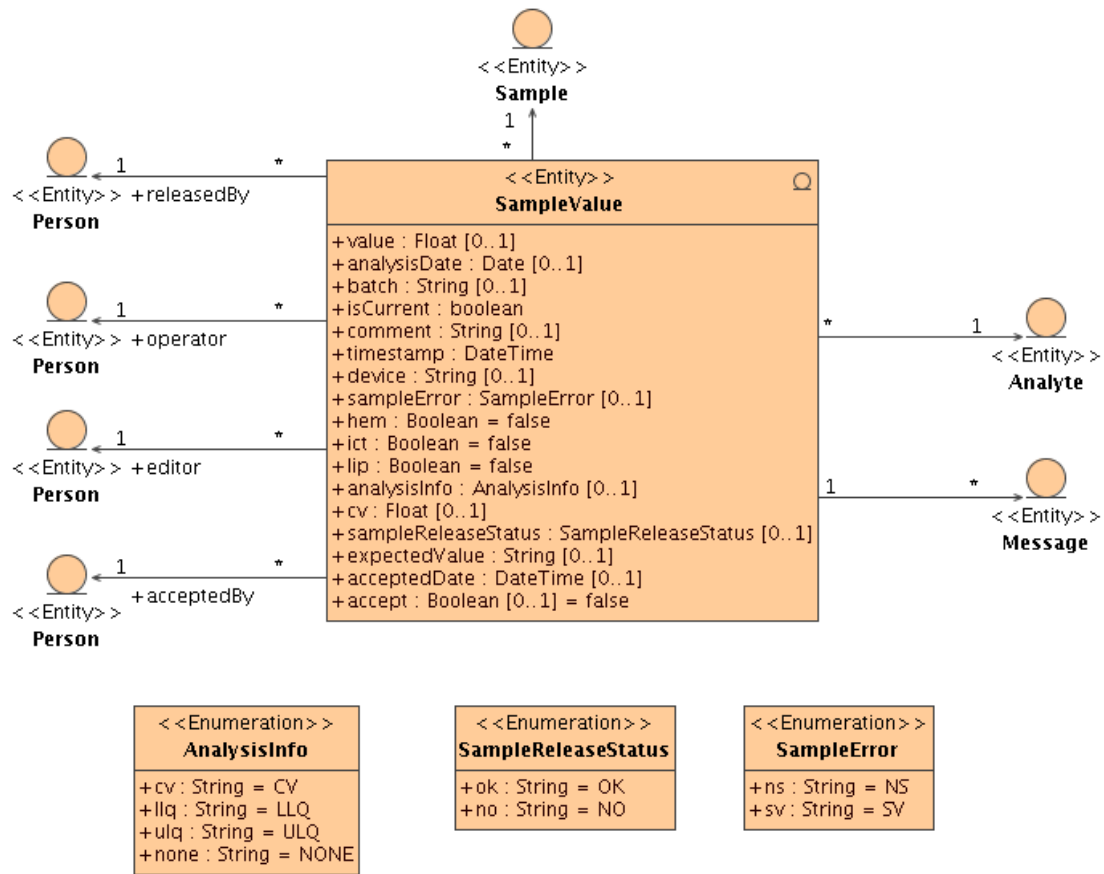 <<Entity>>
Sample
1
*
1 *
<<Entity>> +releasedBy
Person
1 *
<<Entity>> +operator
Person
1 *
<<Entity>> +editor
Person
1 *
+acceptedBy
<<Entity>>
Person
<<Entity>>
SampleValue
+value : Float [0..1]
+analysisDate : Date [0..1]
+batch : String [0..1]
+isCurrent : boolean
+comment : String [0..1]
+timestamp : DateTime
+device : String [0..1]
+sampleError : SampleError [0..1]
+hem : Boolean = false
+ict : Boolean = false
+lip : Boolean = false
+analysisInfo : AnalysisInfo [0..1]
+cv : Float [0..1]
+sampleReleaseStatus : SampleReleaseStatus [0..1]
+expectedValue : String [0..1]
+acceptedDate : DateTime [0..1]
+accept : Boolean [0..1] = false
* 1
<<Entity>>
Analyte
1 *
<<Entity>>
Message
<<Enumeration>>
AnalysisInfo
+cv : String = CV
+llq : String = LLQ
+ulq : String = ULQ
+none : String = NONE
<<Enumeration>>
SampleReleaseStatus
+ok : String = OK
+no : String = NO
<<Enumeration>>
SampleError
+ns : String = NS
+sv : String = SV